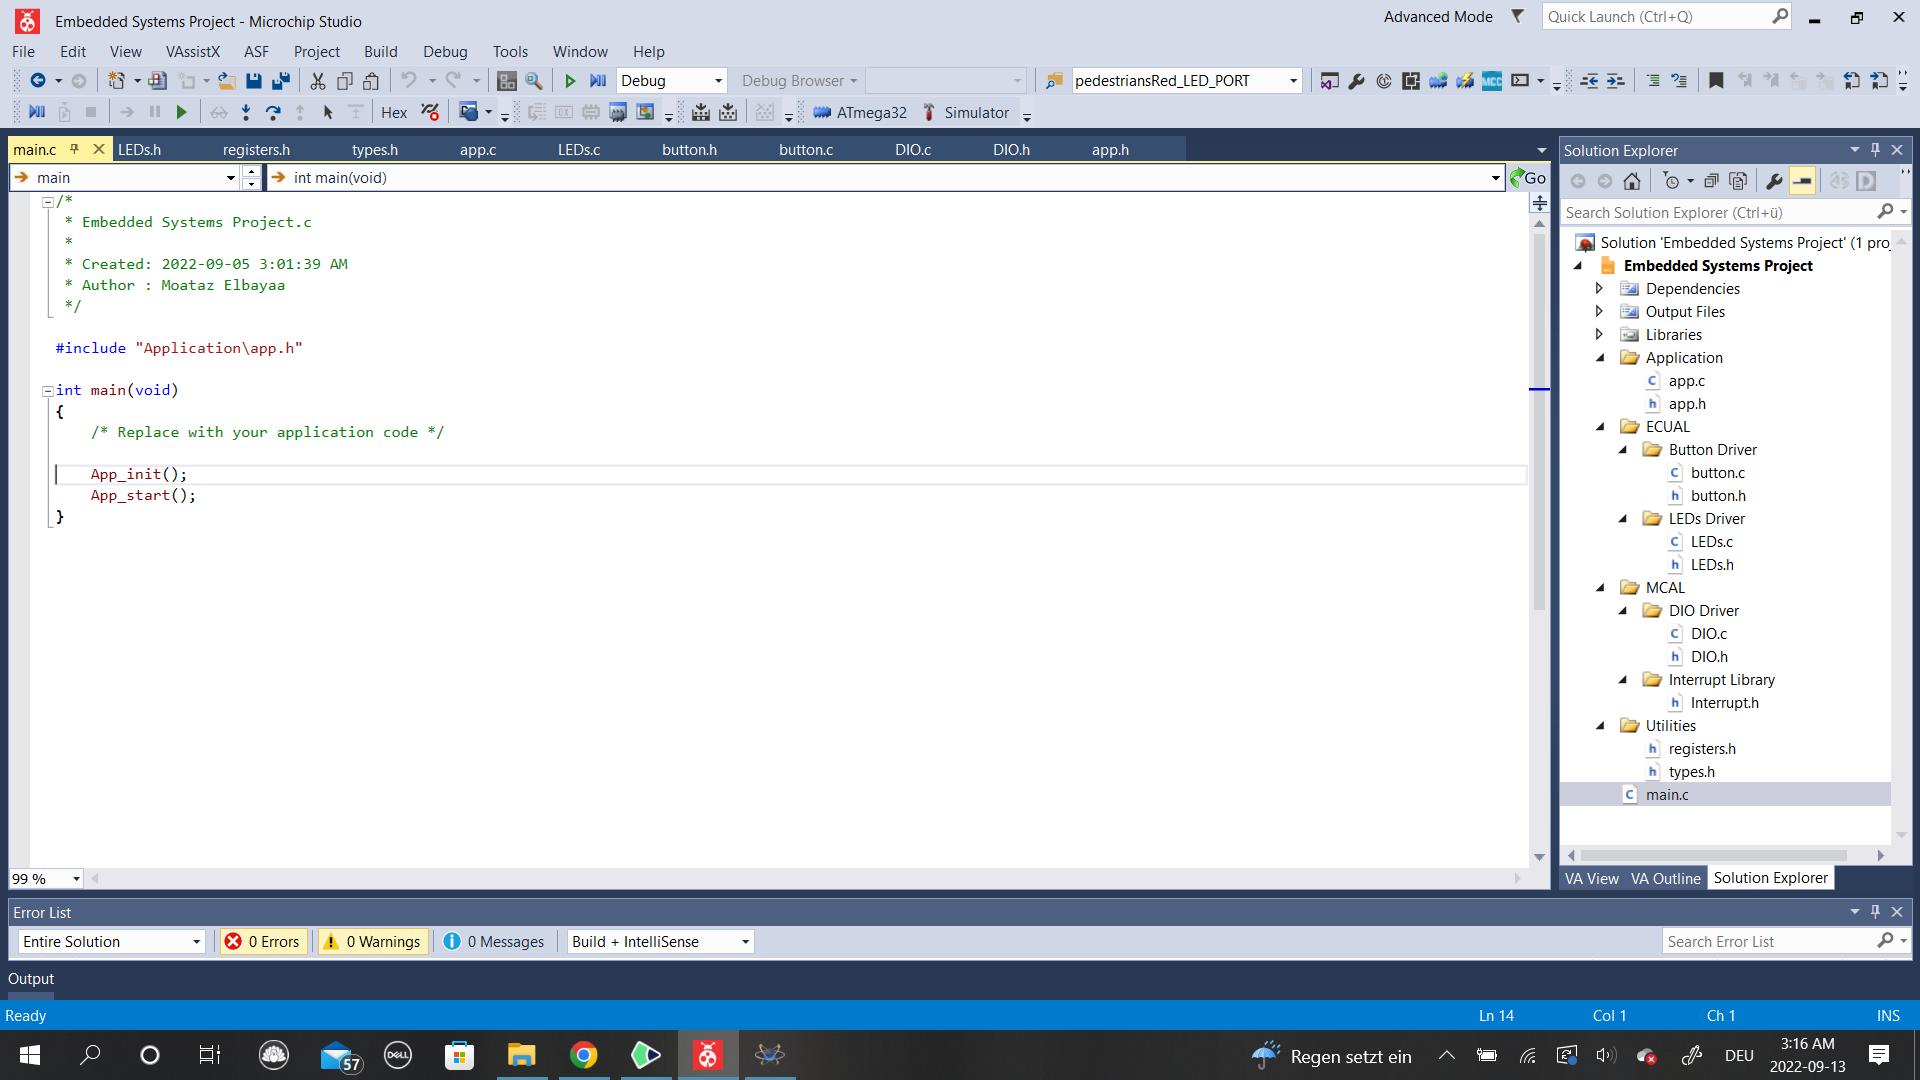 Embedded Systems Project - Microchip Studio
Advanced Mode
Quick Launch (Ctrl+Q)
File Edit View VAssistX ASF Project Build Debug Tools Window Help
Debug
Debug Browser
pedestriansRed_LED_PORT
MCC
Hex
ATmega32
Simulator
main.c LEDs.h registers.h types.h app.c LEDs.c button.h button.c DIO.c DIO.h app.h
main
int main(void)
Go
/*
* Embedded Systems Project.c
*
* Created: 2022-09-05 3:01:39 AM
* Author : Moataz Elbayaa
*/
#include "Application\app.h"
int main(void)
{
/* Replace with your application code */
App_init();
App_start();
}
99 %
Solution Explorer
Search Solution Explorer (Ctrl+ü)
Solution 'Embedded Systems Project' (1 proj
Embedded Systems Project
Dependencies
Output Files
Libraries
Application
app.c
app.h
ECUAL
Button Driver
button.c
button.h
LEDs Driver
LEDs.c
LEDs.h
MCAL
DIO Driver
DIO.c
DIO.h
Interrupt Library
Interrupt.h
Utilities
registers.h
types.h
main.c
VA View VA Outline Solution Explorer
Error List
Entire Solution
0 Errors
0 Warnings
0 Messages
Build + IntelliSense
Search Error List
Output
Ready
Ln 14
Col 1
Ch 1
INS
57
DELL
Regen setzt ein
DEU
3:16 AM
2022-09-13